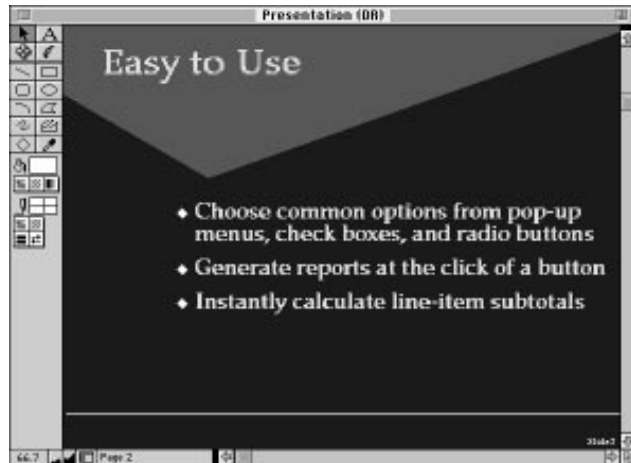 Presentation (DR)
A
Easy to Use
Choose common options from pop-up
menus, check boxes, and radio buttons
Generate reports at the click of a button
Instantly calculate line-item subtotals
Slide2
66.7
Page 2